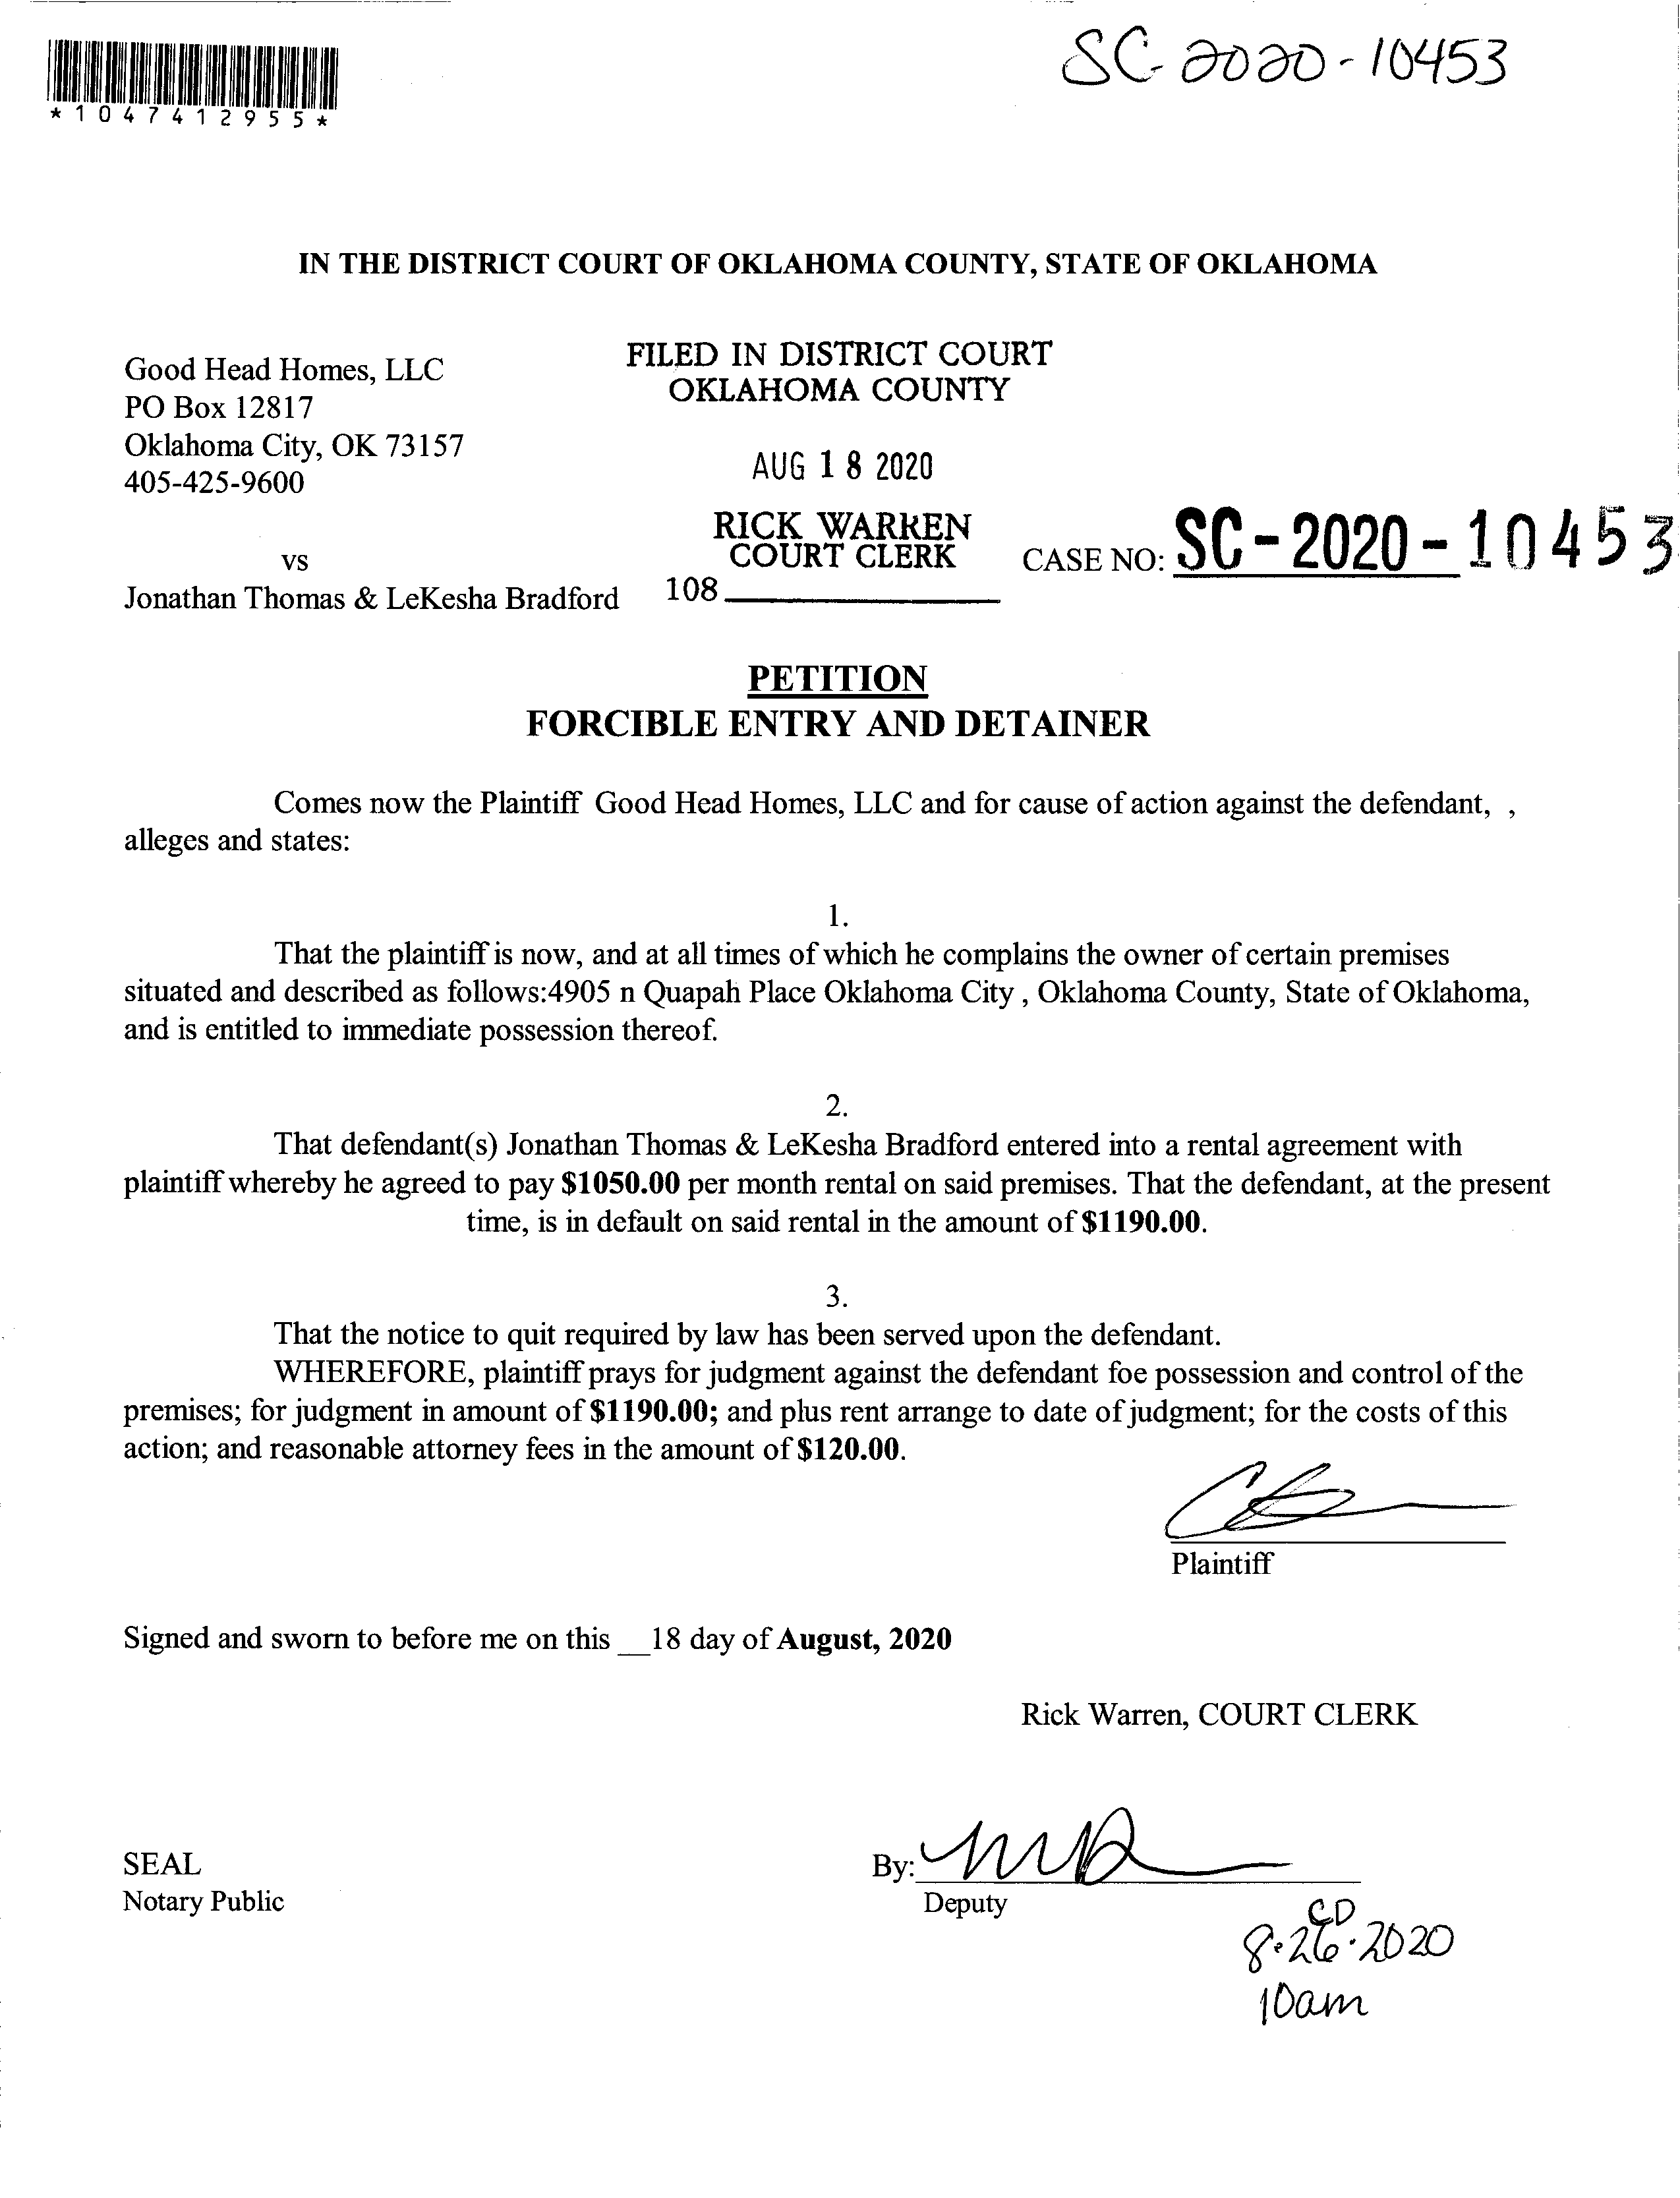 SC-2020-10453
*1047412955*
IN THE DISTRICT COURT OF OKLAHOMA COUNTY, STATE OF OKLAHOMA
Good Head Homes, LLC
PO Box 12817
Oklahoma City, OK 73157
405-425-9600
FILED IN DISTRICT COURT
OKLAHOMA COUNTY
AUG 18 2020
RICK WARREN
COURT CLERK
108
vs
Jonathan Thomas & LeKesha Bradford
CASE NO: SC-2020-10453
PETITION
FORCIBLE ENTRY AND DETAINER
Comes now the Plaintiff Good Head Homes, LLC and for cause of action against the defendant, ,
alleges and states:
1.
That the plaintiff is now, and at all times of which he complains the owner of certain premises
situated and described as follows:4905 n Quapah Place Oklahoma City , Oklahoma County, State of Oklahoma,
and is entitled to immediate possession thereof.
2.
That defendant(s) Jonathan Thomas & LeKesha Bradford entered into a rental agreement with
plaintiff whereby he agreed to pay $1050.00 per month rental on said premises. That the defendant, at the present
time, is in default on said rental in the amount of $1190.00.
3.
That the notice to quit required by law has been served upon the defendant.
WHEREFORE, plaintiff prays for judgment against the defendant foe possession and control of the
premises; for judgment in amount of $1190.00; and plus rent arrange to date of judgment; for the costs of this
action; and reasonable attorney fees in the amount of $120.00.
Plaintiff
Signed and sworn to before me on this __18 day of August, 2020
Rick Warren, COURT CLERK
SEAL
Notary Public
By:
Deputy
CD
8.26.2020
10am